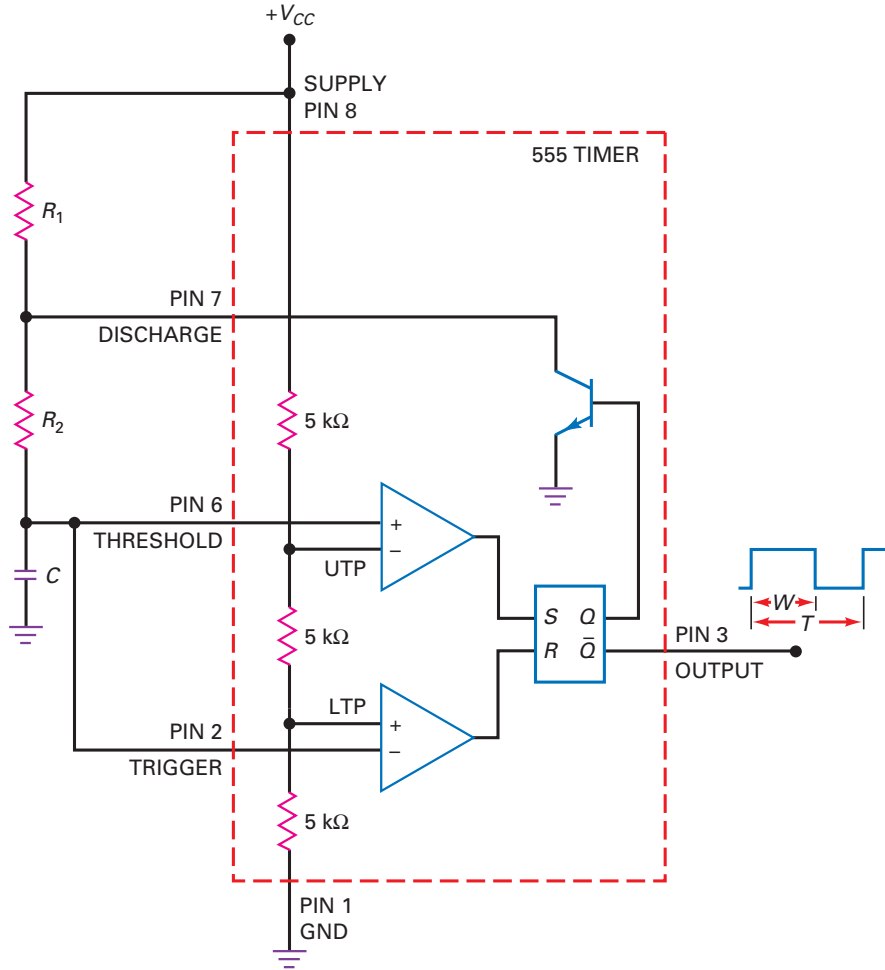 +V_CC
SUPPLY
PIN 8
555 TIMER
R₁
PIN 7
DISCHARGE
R₂
5 kΩ
PIN 6
THRESHOLD
+
−
UTP
C
S Q
R Q̅
W
T
PIN 3
OUTPUT
5 kΩ
LTP
+
−
PIN 2
TRIGGER
5 kΩ
PIN 1
GND